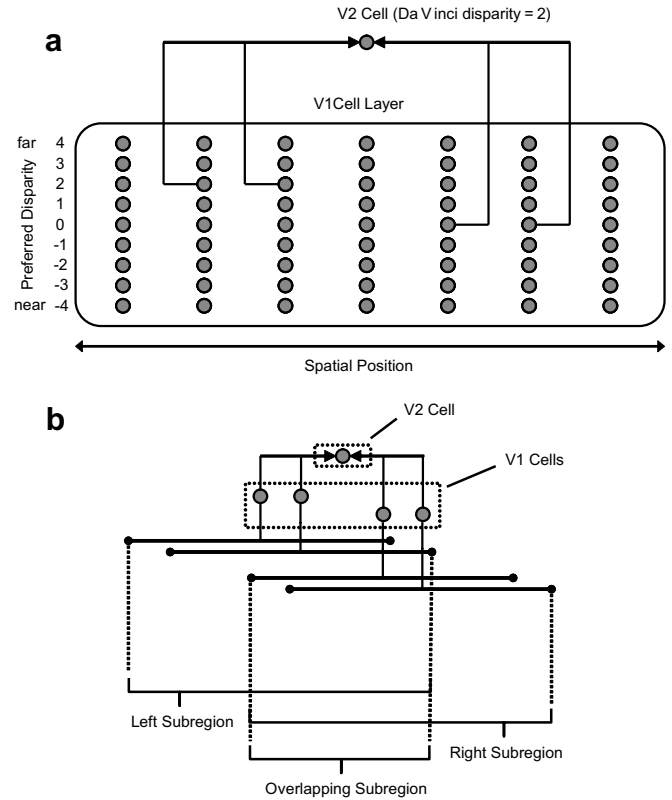 V2 Cell (Da Vinci disparity = 2)
a
V1Cell Layer
Preferred Disparity
far 4
3
2
1
0
-1
-2
-3
near -4
Spatial Position
b
V2 Cell
V1 Cells
Left Subregion
Right Subregion
Overlapping Subregion